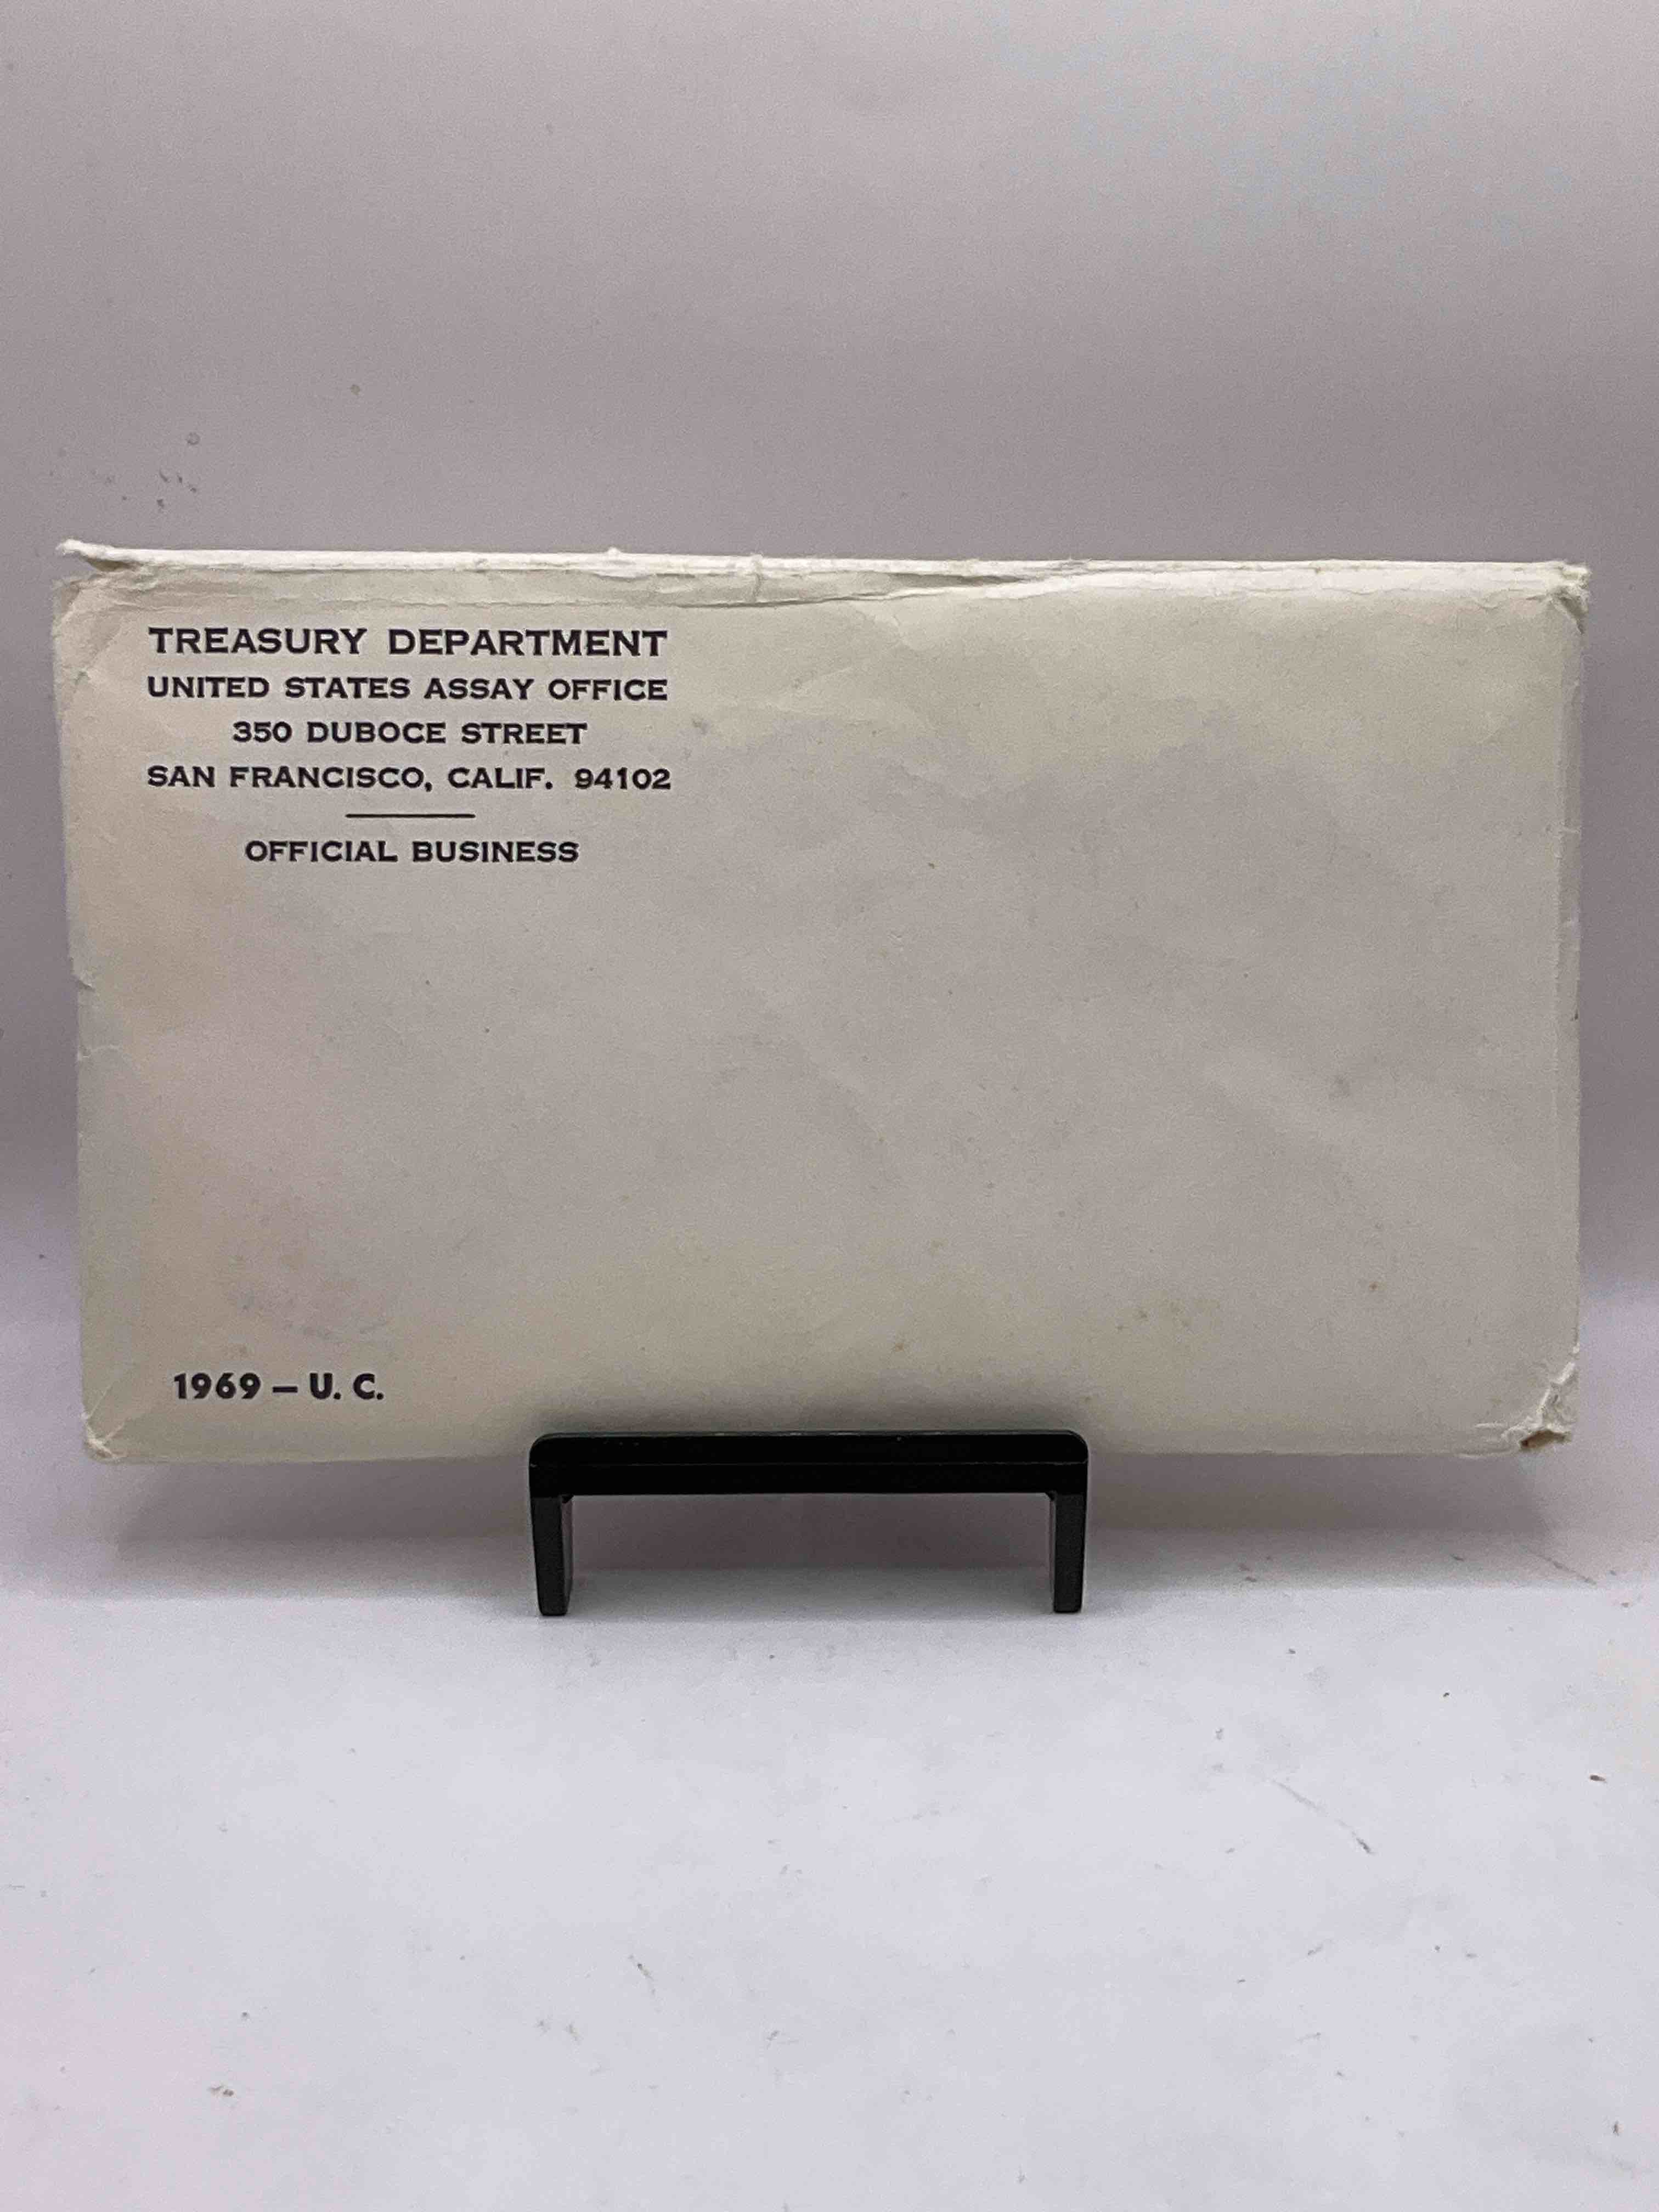 TREASURY DEPARTMENT
UNITED STATES ASSAY OFFICE
350 DUBOCE STREET
SAN FRANCISCO, CALIF. 94102
OFFICIAL BUSINESS
1969 – U. C.